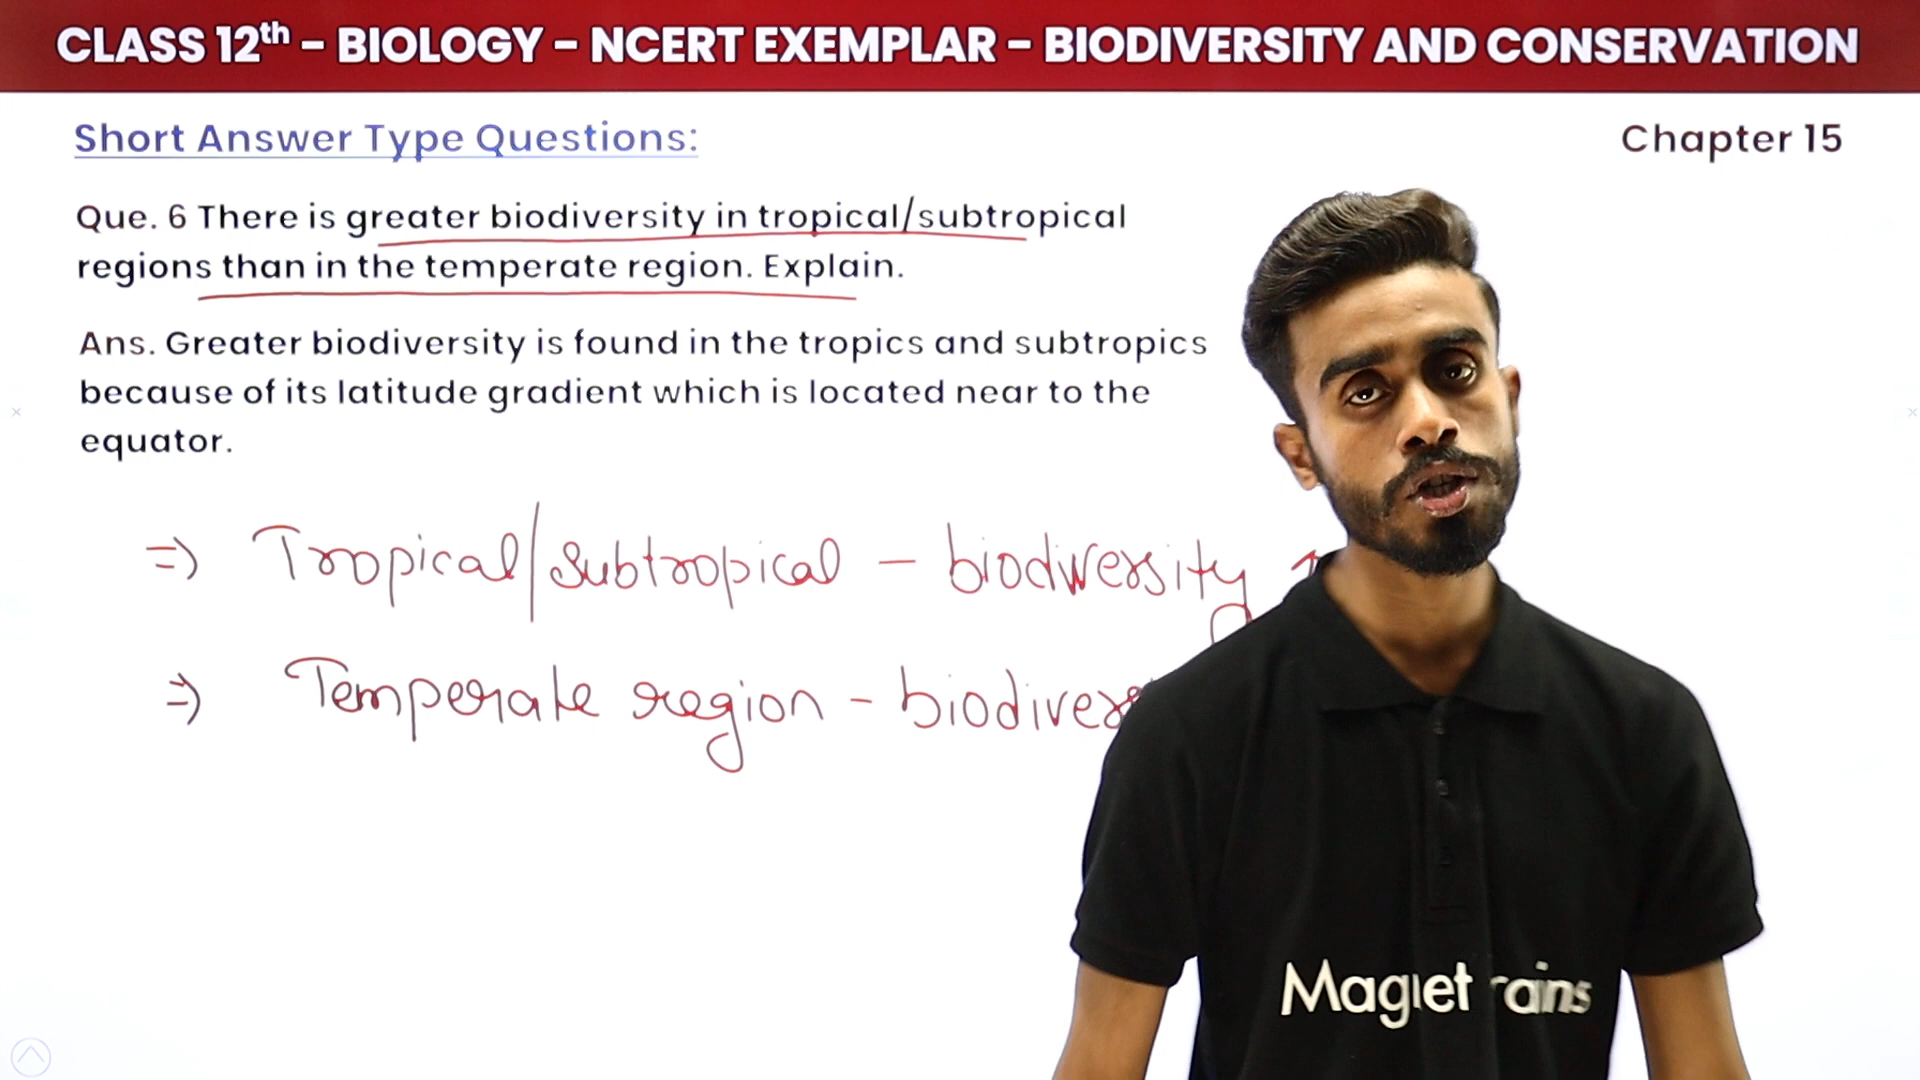 CLASS 12th – BIOLOGY – NCERT EXEMPLAR – BIODIVERSITY AND CONSERVATION
Short Answer Type Questions:
Chapter 15
Que. 6 There is greater biodiversity in tropical/subtropical
regions than in the temperate region. Explain.
Ans. Greater biodiversity is found in the tropics and subtropics
because of its latitude gradient which is located near to the
equator.
=) Tropical/Subtropical – biodiversity ↑
=) Temperate region – biodivers
Mag et rains